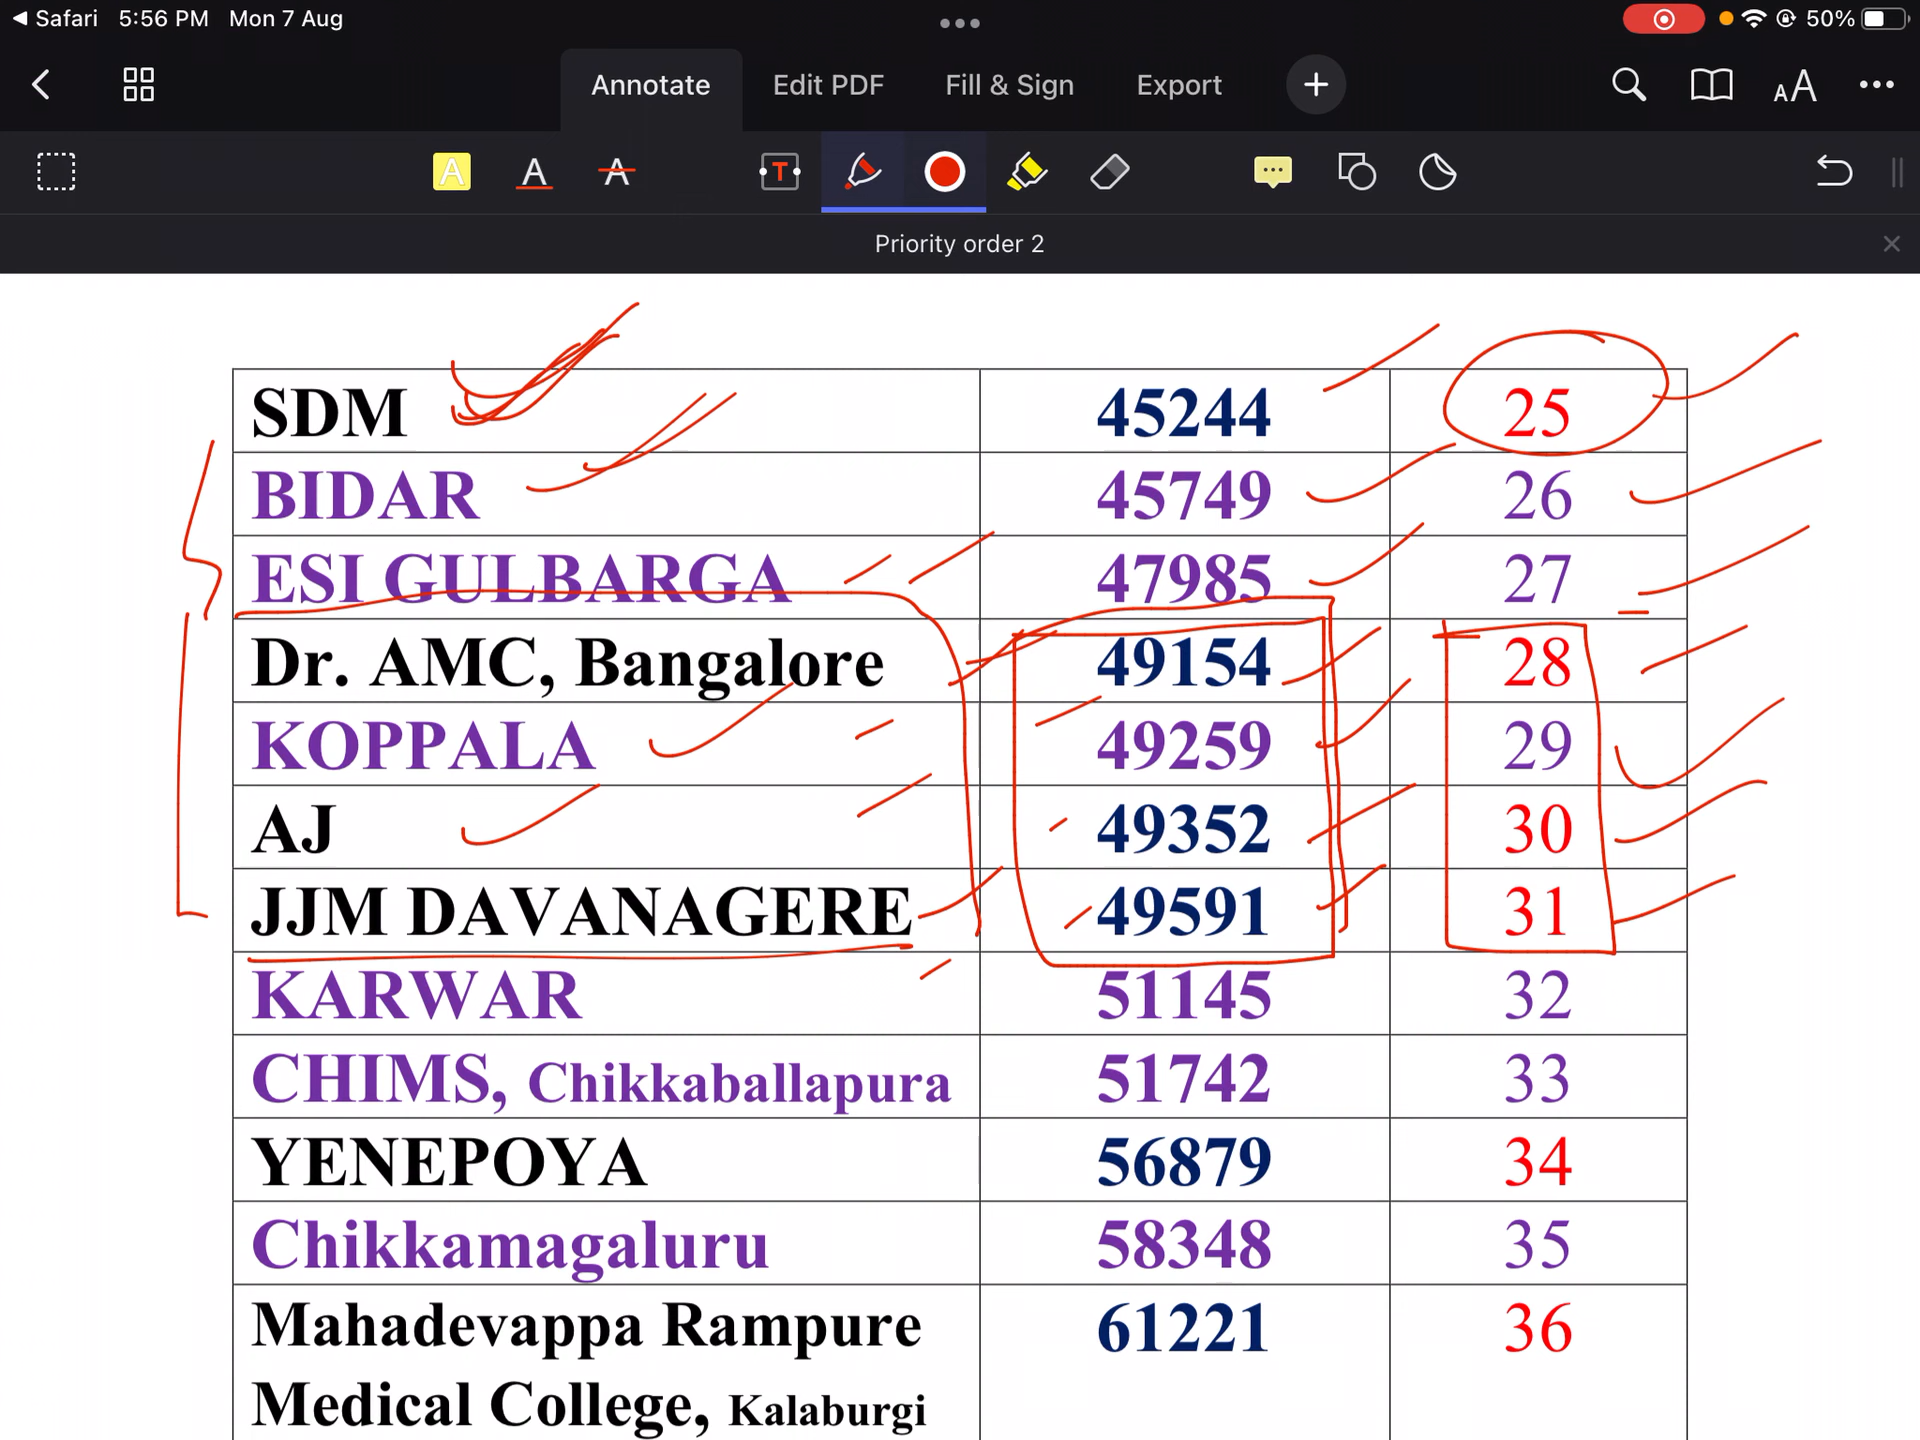 Safari 5:56 PM Mon 7 Aug 50%
Annotate Edit PDF Fill & Sign Export
A A A T AA
Priority order 2
SDM 45244 25
BIDAR 45749 26
ESI GULBARGA 47985 27
Dr. AMC, Bangalore 49154 28
KOPPALA 49259 29
AJ 49352 30
JJM DAVANAGERE 49591 31
KARWAR 51145 32
CHIMS, Chikkaballapura 51742 33
YENEPOYA 56879 34
Chikkamagaluru 58348 35
Mahadevappa Rampure 61221 36
Medical College, Kalaburgi